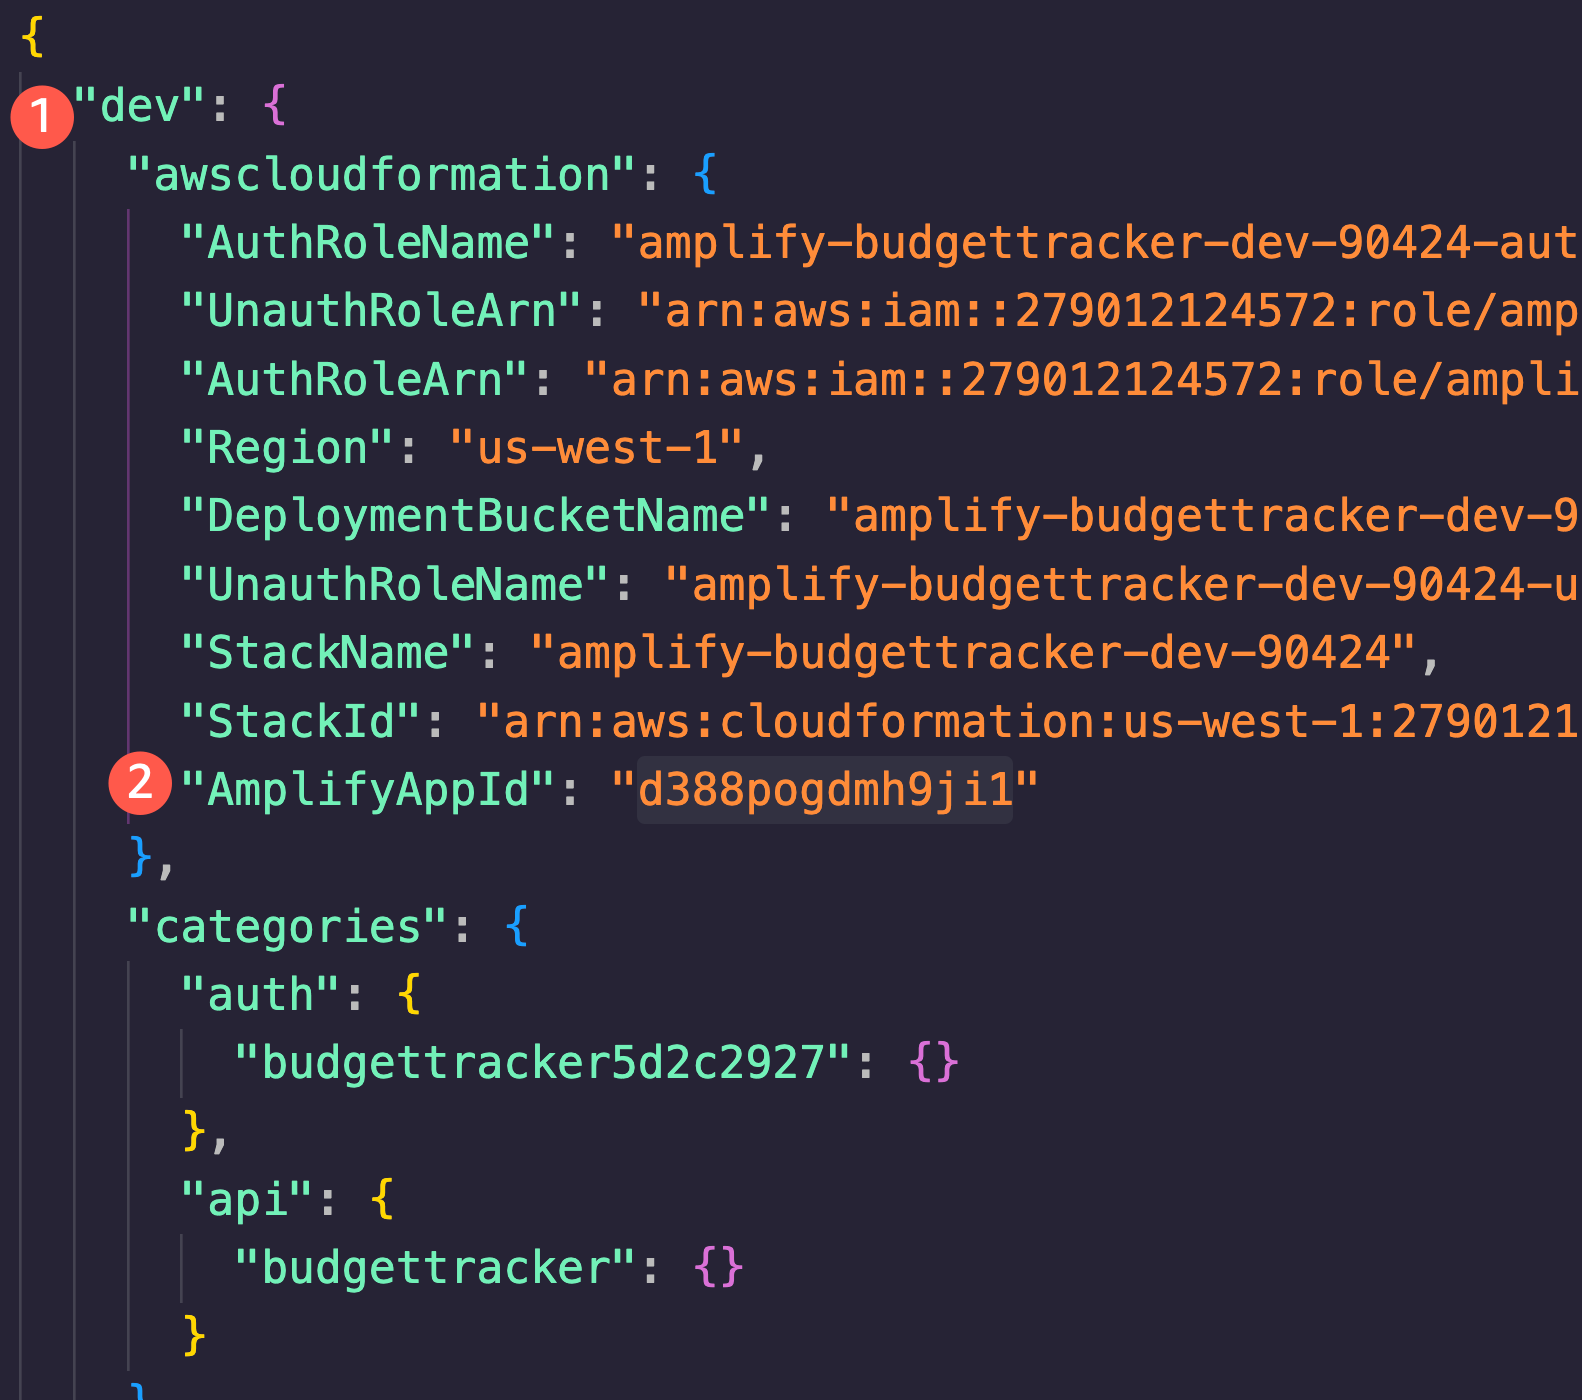 {
1 "dev": {
"awscloudformation": {
"AuthRoleName": "amplify-budgettracker-dev-90424-aut
"UnauthRoleArn": "arn:aws:iam::279012124572:role/amp
"AuthRoleArn": "arn:aws:iam::279012124572:role/ampli
"Region": "us-west-1",
"DeploymentBucketName": "amplify-budgettracker-dev-9
"UnauthRoleName": "amplify-budgettracker-dev-90424-u
"StackName": "amplify-budgettracker-dev-90424",
"StackId": "arn:aws:cloudformation:us-west-1:2790121
2 "AmplifyAppId": "d388pogdmh9ji1"
},
"categories": {
"auth": {
"budgettracker5d2c2927": {}
},
"api": {
"budgettracker": {}
}
}